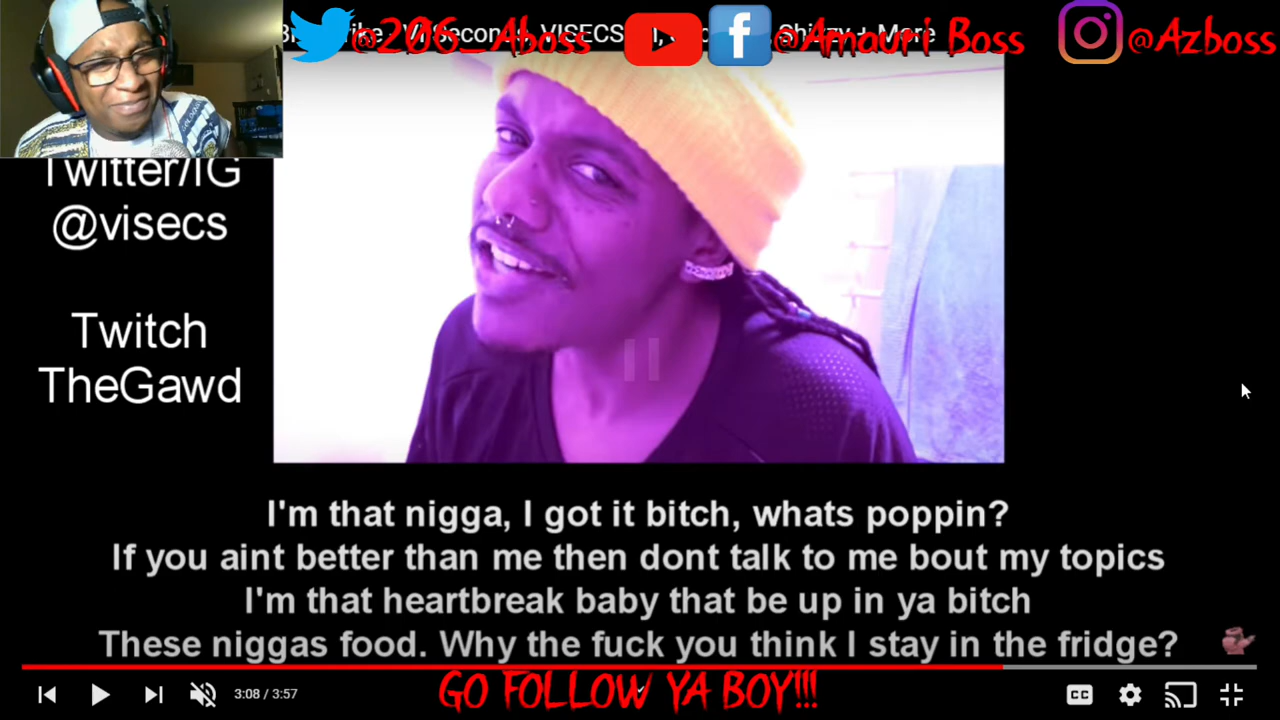 @206_Aboss
@Amauri Boss
@Azboss
Twitter/IG
@visecs
Twitch
TheGawd
I'm that nigga, I got it bitch, whats poppin?
If you aint better than me then dont talk to me bout my topics
I'm that heartbreak baby that be up in ya bitch
These niggas food. Why the fuck you think I stay in the fridge?
GO FOLLOW YA BOY!!!
3:08 / 3:57
CC